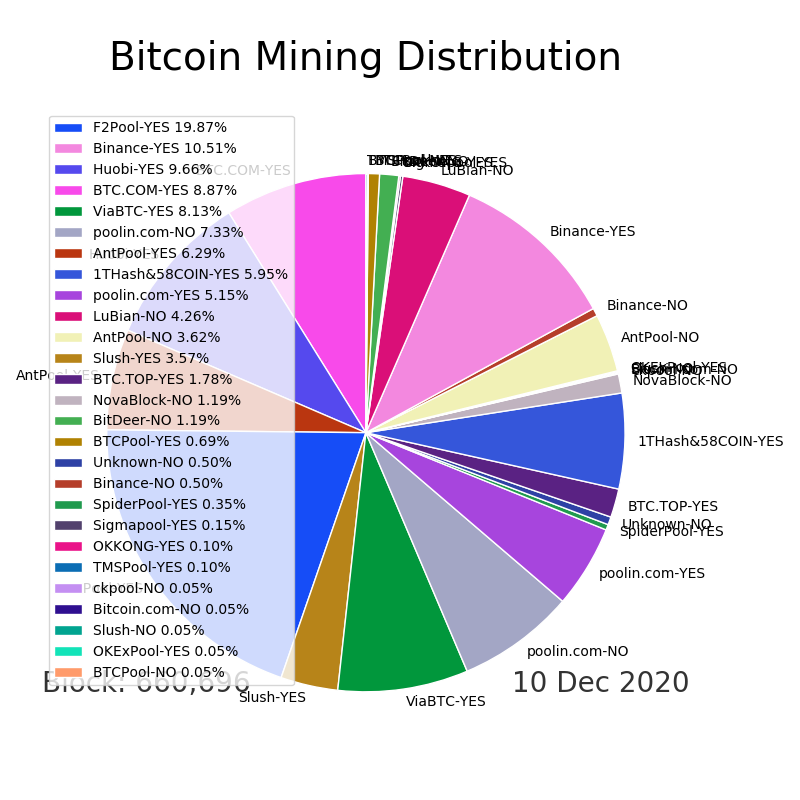 Bitcoin Mining Distribution
F2Pool-YES 19.87%
Binance-YES 10.51%
Huobi-YES 9.66%
BTC.COM-YES 8.87%
ViaBTC-YES 8.13%
poolin.com-NO 7.33%
AntPool-YES 6.29%
1THash&58COIN-YES 5.95%
poolin.com-YES 5.15%
LuBian-NO 4.26%
AntPool-NO 3.62%
Slush-YES 3.57%
BTC.TOP-YES 1.78%
NovaBlock-NO 1.19%
BitDeer-NO 1.19%
BTCPool-YES 0.69%
Unknown-NO 0.50%
Binance-NO 0.50%
SpiderPool-YES 0.35%
Sigmapool-YES 0.15%
OKKONG-YES 0.10%
TMSPool-YES 0.10%
ckpool-NO 0.05%
Bitcoin.com-NO 0.05%
Slush-NO 0.05%
OKExPool-YES 0.05%
BTCPool-NO 0.05%
BTC.COM-YES
LuBian-NO
Binance-YES
Binance-NO
AntPool-NO
NovaBlock-NO
1THash&58COIN-YES
BTC.TOP-YES
Unknown-NO
SpiderPool-YES
poolin.com-YES
poolin.com-NO
ViaBTC-YES
Slush-YES
AntPool-YES
Block: 660,696
10 Dec 2020